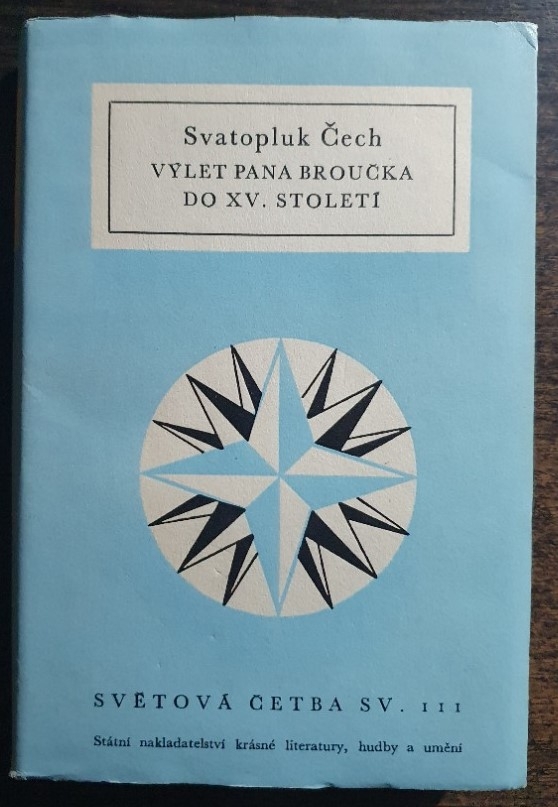 Svatopluk Čech
VÝLET PANA BROUČKA
DO XV. STOLETÍ
SVĚTOVÁ ČETBA SV. 111
Státní nakladatelství krásné literatury, hudby a umění